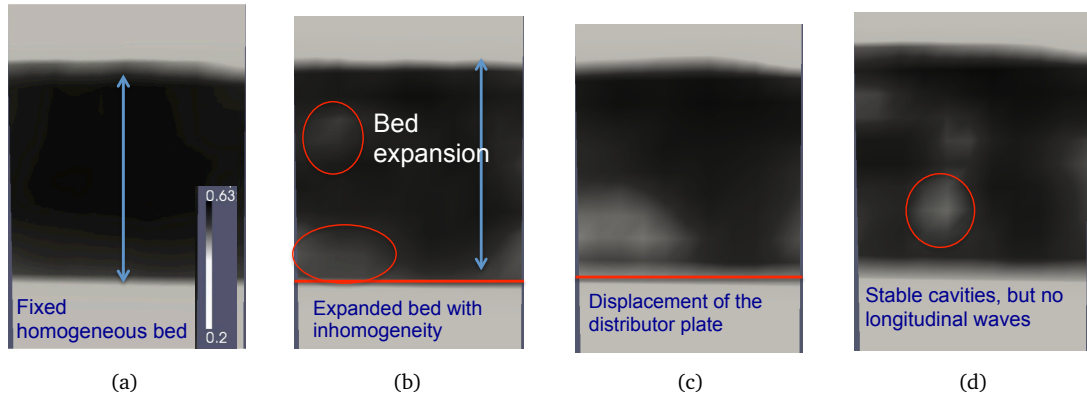 0.63
0.2
Fixed
homogeneous bed
(a)
Bed
expansion
Expanded bed with
inhomogeneity
(b)
Displacement of the
distributor plate
(c)
Stable cavities, but no
longitudinal waves
(d)